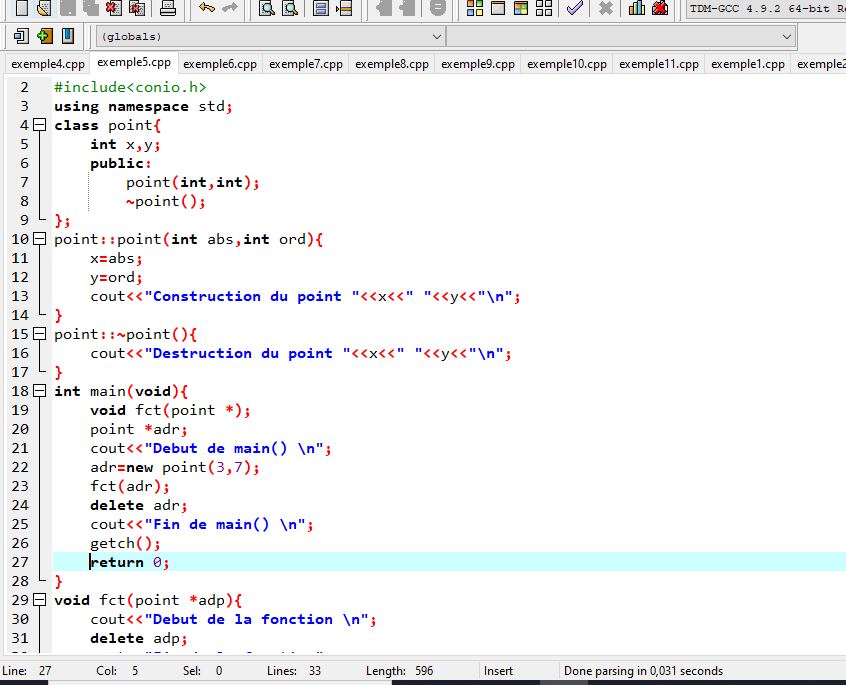 TDM-GCC 4.9.2 64-bit Re
(globals)
exemple4.cpp exemple5.cpp exemple6.cpp exemple7.cpp exemple8.cpp exemple9.cpp exemple10.cpp exemple11.cpp exemple1.cpp exemple2
2 #include<conio.h>
3 using namespace std;
4 class point{
5 int x,y;
6 public:
7 point(int,int);
8 ~point();
9 };
10 point::point(int abs,int ord){
11 x=abs;
12 y=ord;
13 cout<<"Construction du point "<<x<<" "<<y<<"\n";
14 }
15 point::~point(){
16 cout<<"Destruction du point "<<x<<" "<<y<<"\n";
17 }
18 int main(void){
19 void fct(point *);
20 point *adr;
21 cout<<"Debut de main() \n";
22 adr=new point(3,7);
23 fct(adr);
24 delete adr;
25 cout<<"Fin de main() \n";
26 getch();
27 return 0;
28 }
29 void fct(point *adp){
30 cout<<"Debut de la fonction \n";
31 delete adp;
Line: 27 Col: 5 Sel: 0 Lines: 33 Length: 596 Insert Done parsing in 0,031 seconds